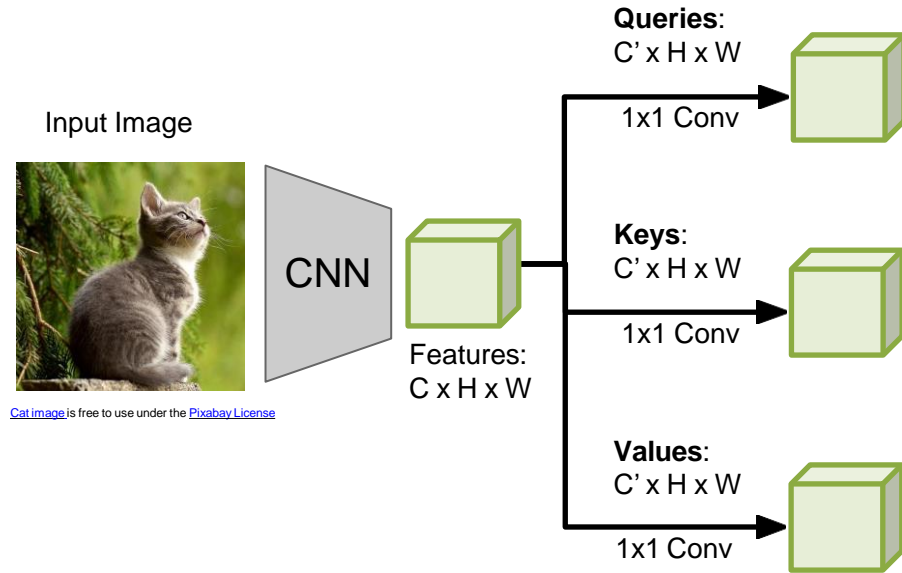 Input Image
Cat image is free to use under the Pixabay License
CNN
Features:
C x H x W
Queries:
C’ x H x W
1x1 Conv
Keys:
C’ x H x W
1x1 Conv
Values:
C’ x H x W
1x1 Conv